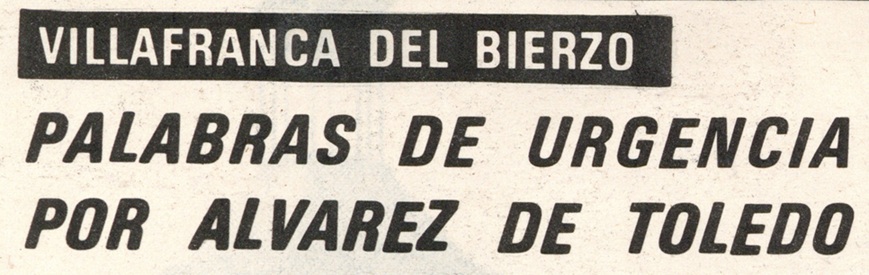 VILLAFRANCA DEL BIERZO
PALABRAS DE URGENCIA
POR ALVAREZ DE TOLEDO